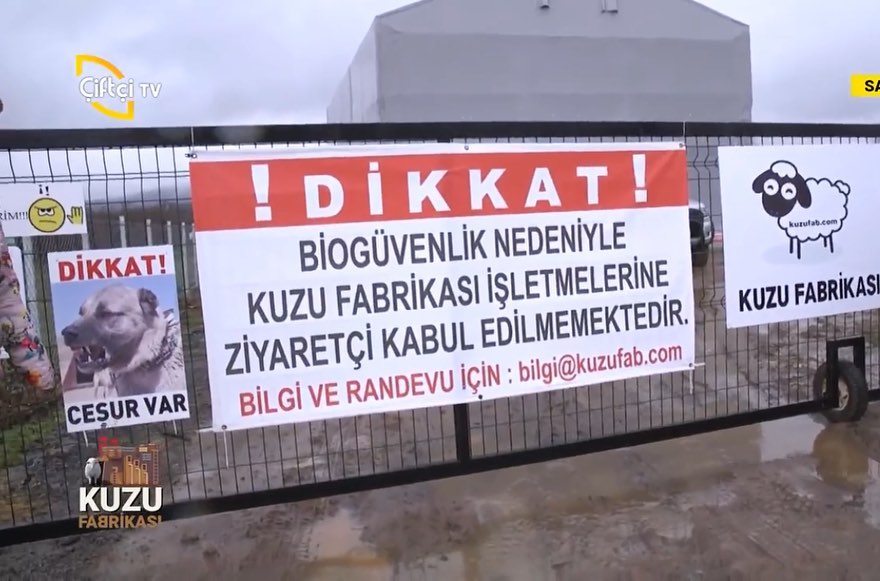 Çiftçi TV
SA
! DİKKAT !
BİOGÜVENLİK NEDENİYLE
KUZU FABRİKASI İŞLETMELERİNE
ZİYARETÇİ KABUL EDİLMEMEKTEDİR.
BİLGİ VE RANDEVU İÇİN : bilgi@kuzufab.com
DİKKAT!
CESUR VAR
kuzufab.com
KUZU FABRİKASI
KUZU
FABRİKASI